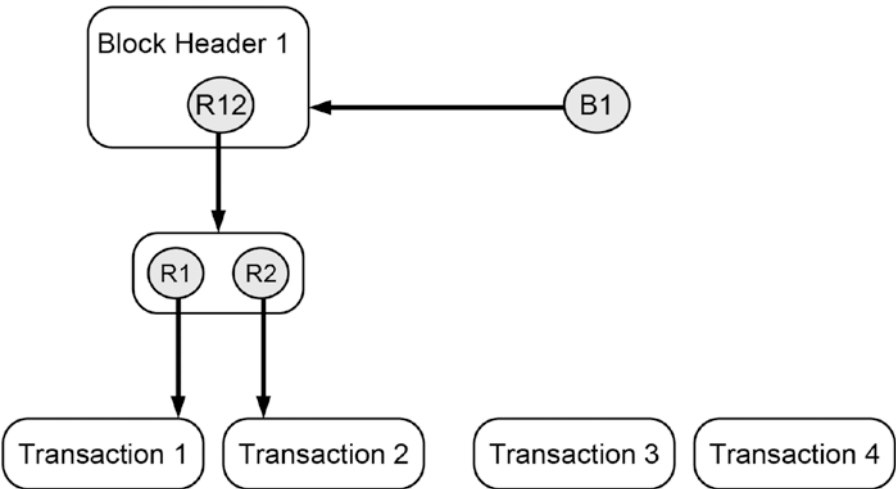 Block Header 1
R12
B1
R1
R2
Transaction 1
Transaction 2
Transaction 3
Transaction 4